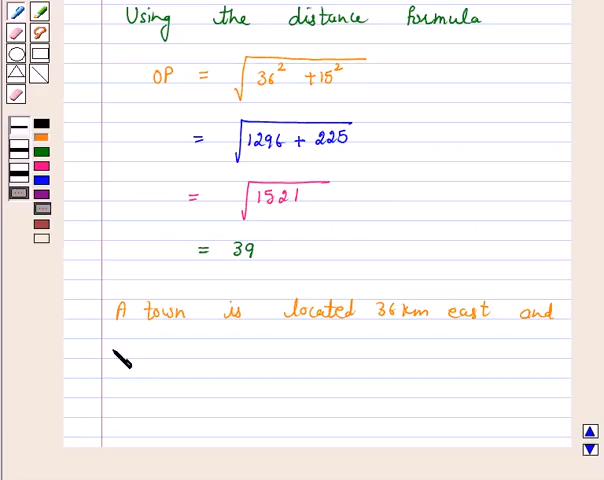 Using the distance formula
OP = √36² + 15²
= √1296 + 225
= √1521
= 39
A town is located 36 km east and